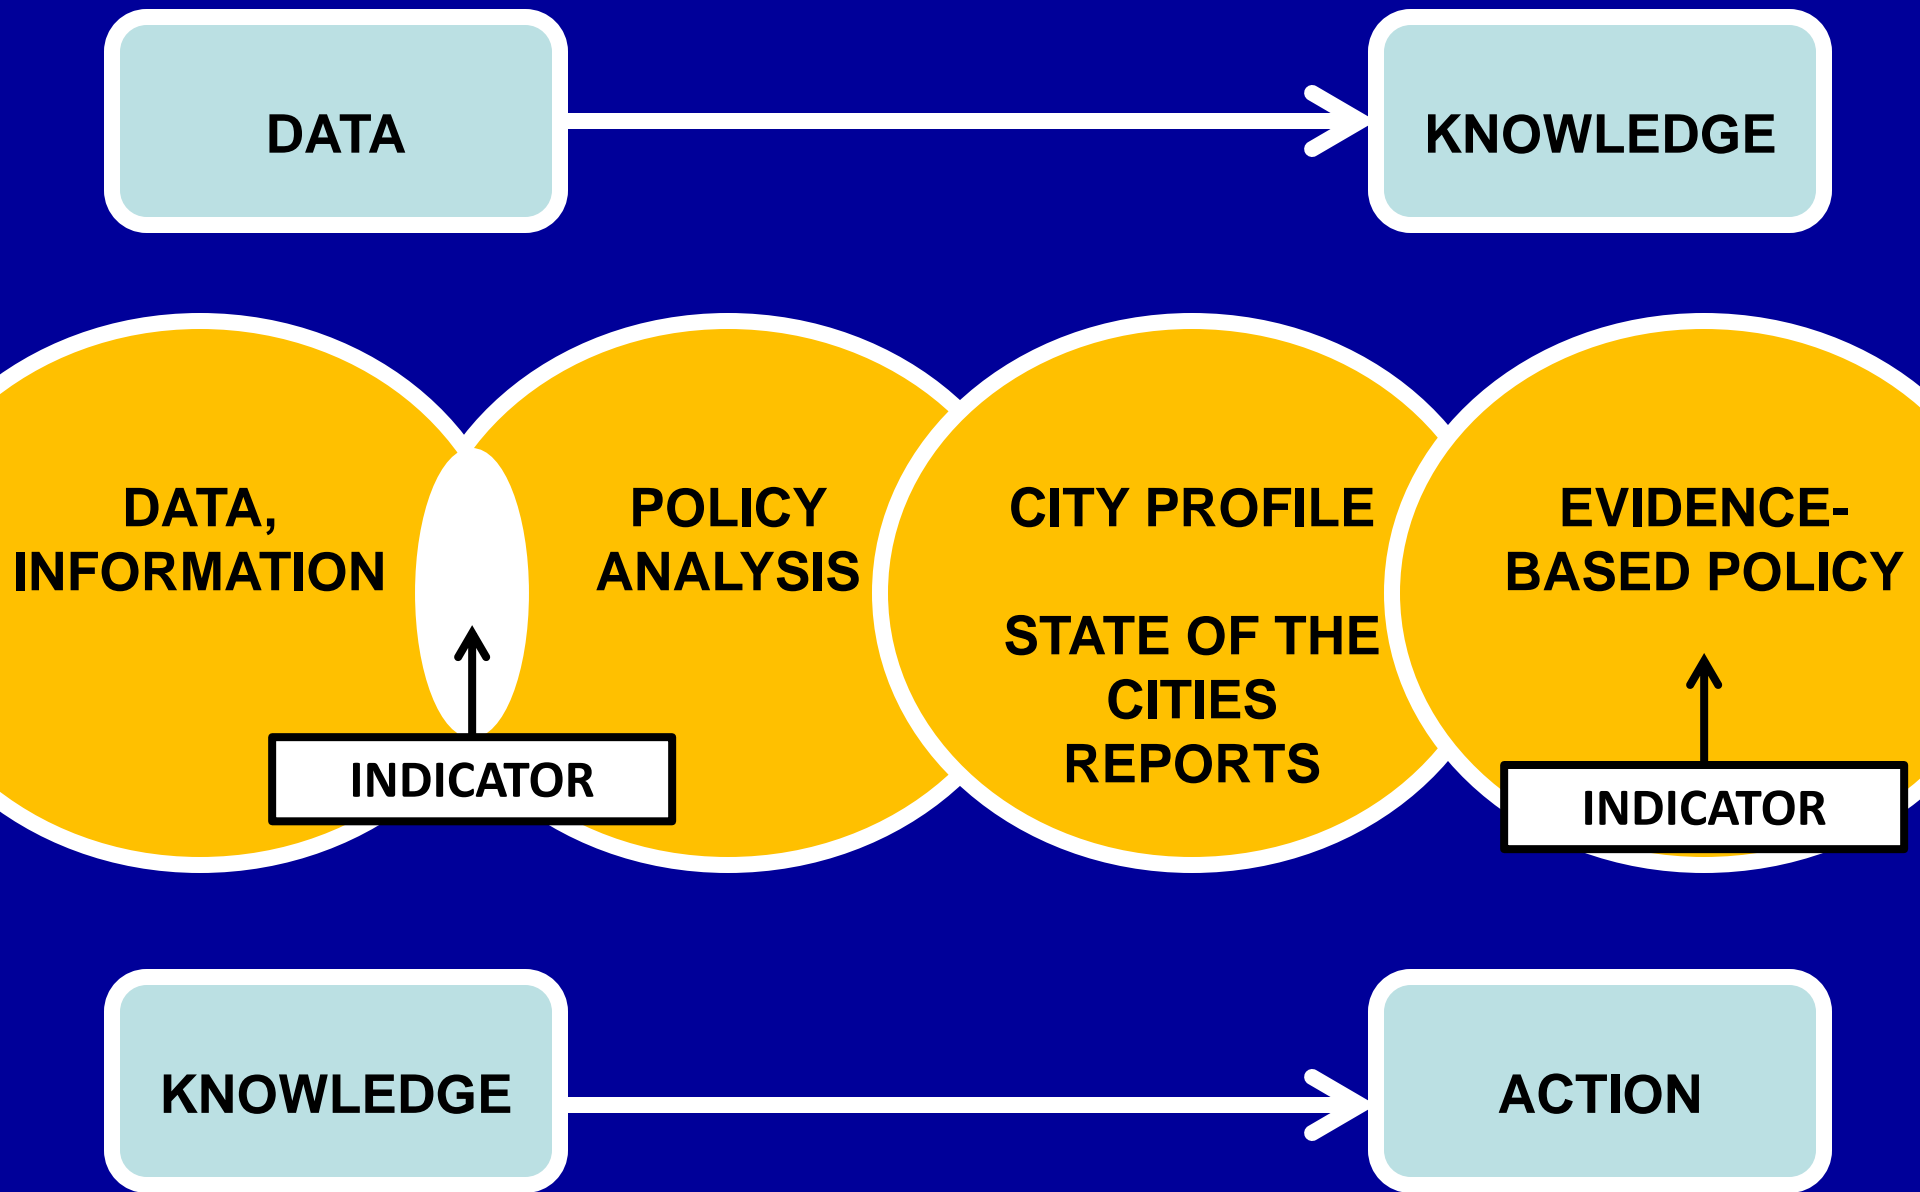 DATA
KNOWLEDGE
DATA,
INFORMATION
POLICY
ANALYSIS
CITY PROFILE
STATE OF THE
CITIES
REPORTS
EVIDENCE-
BASED POLICY
INDICATOR
INDICATOR
KNOWLEDGE
ACTION